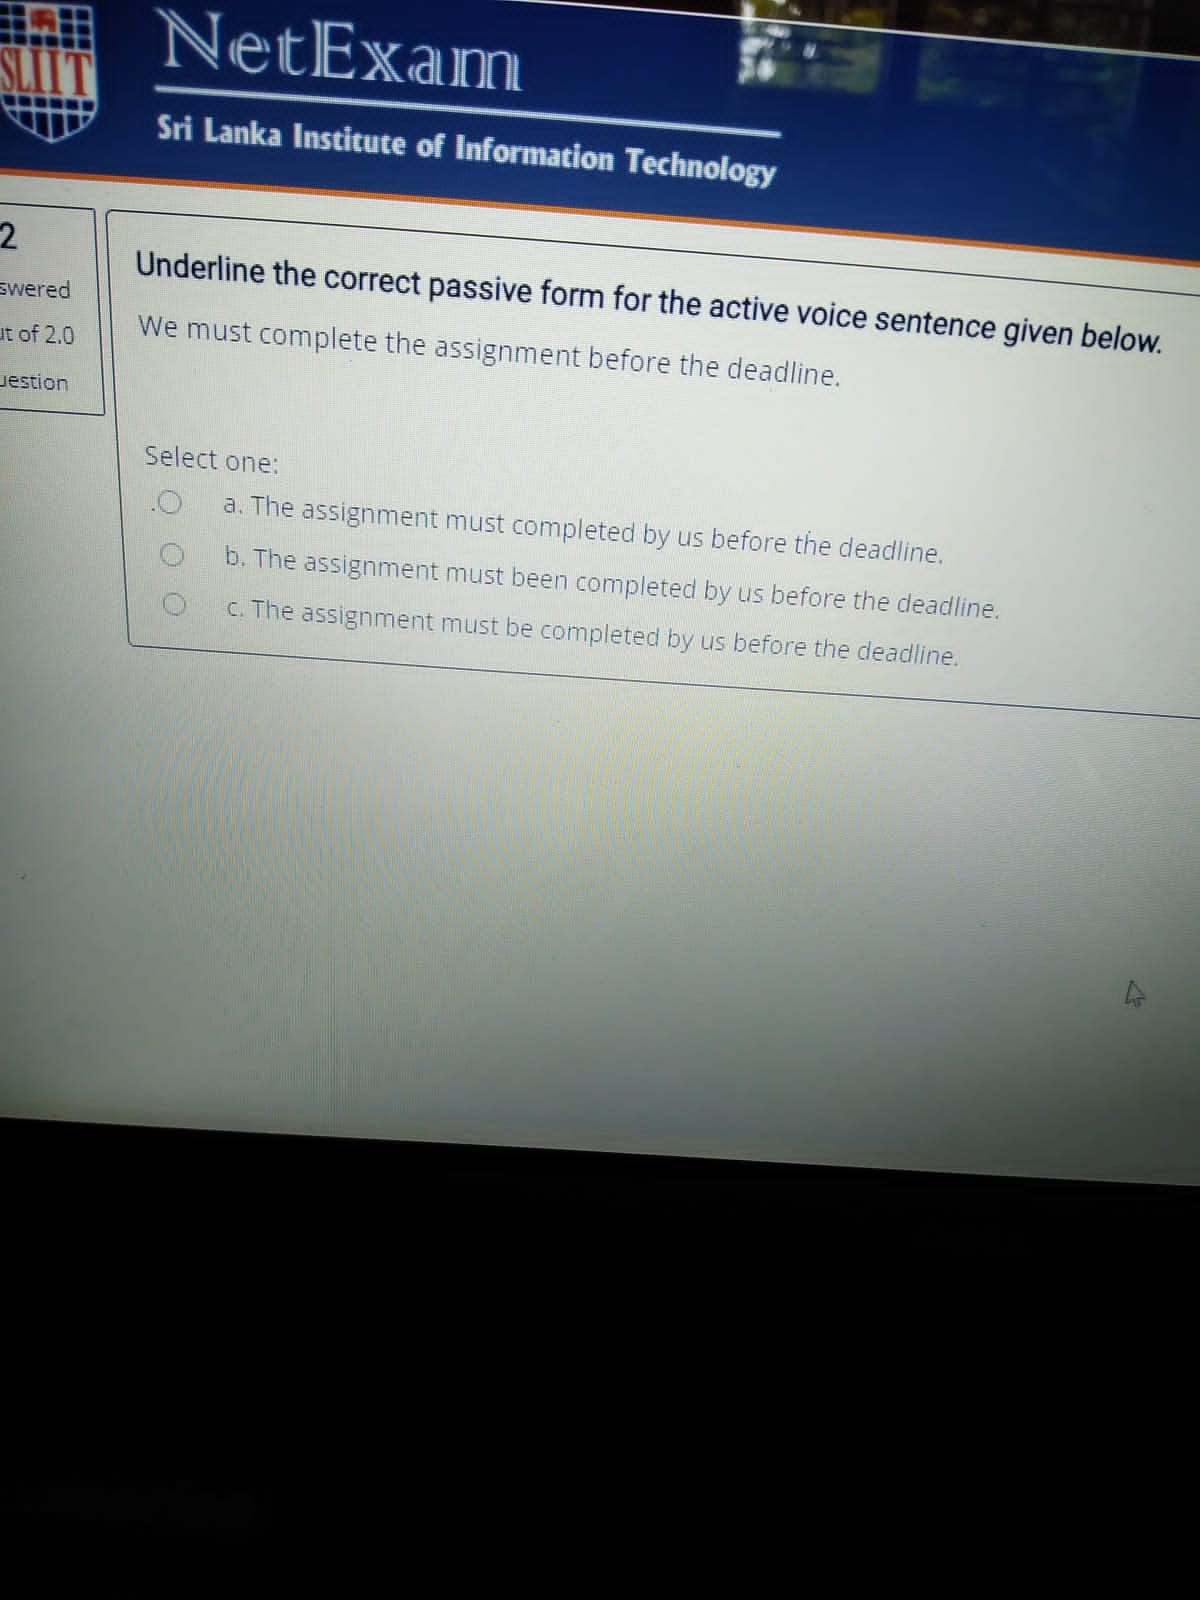 SLIIT
NetExam
Sri Lanka Institute of Information Technology
2
swered
ut of 2.0
uestion
Underline the correct passive form for the active voice sentence given below.
We must complete the assignment before the deadline.
Select one:
a. The assignment must completed by us before the deadline.
b. The assignment must been completed by us before the deadline.
c. The assignment must be completed by us before the deadline.